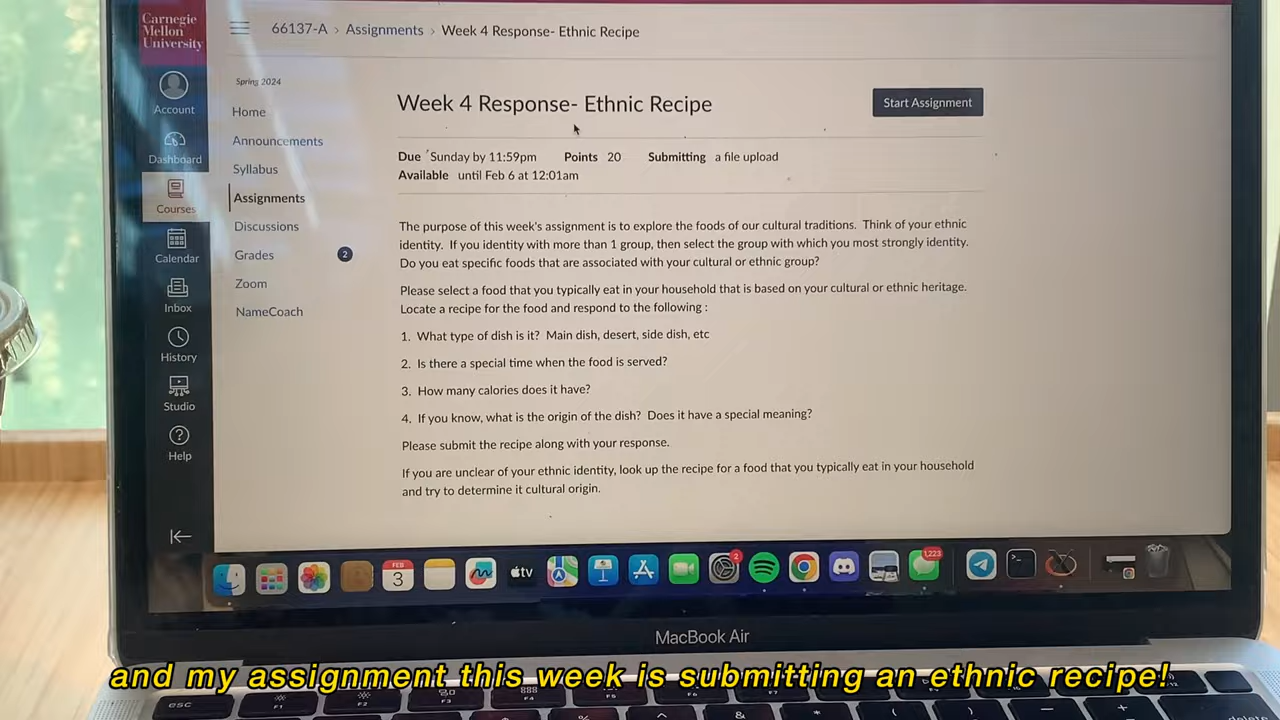 Carnegie
Mellon
University
66137-A > Assignments > Week 4 Response- Ethnic Recipe
Account
Dashboard
Courses
Calendar
Inbox
History
Studio
Help
Spring 2024
Home
Announcements
Syllabus
Assignments
Discussions
Grades 2
Zoom
NameCoach
Week 4 Response- Ethnic Recipe
Start Assignment
Due Sunday by 11:59pm Points 20 Submitting a file upload
Available until Feb 6 at 12:01am
The purpose of this week's assignment is to explore the foods of our cultural traditions. Think of your ethnic
identity. If you identity with more than 1 group, then select the group with which you most strongly identity.
Do you eat specific foods that are associated with your cultural or ethnic group?
Please select a food that you typically eat in your household that is based on your cultural or ethnic heritage.
Locate a recipe for the food and respond to the following :
1. What type of dish is it? Main dish, desert, side dish, etc
2. Is there a special time when the food is served?
3. How many calories does it have?
4. If you know, what is the origin of the dish? Does it have a special meaning?
Please submit the recipe along with your response.
If you are unclear of your ethnic identity, look up the recipe for a food that you typically eat in your household
and try to determine it cultural origin.
FEB
3
tv
2
1,223
MacBook Air
and my assignment this week is submitting an ethnic recipe!
esc
F1
F2
F3
F4
%
^
&
*
(
)
delete